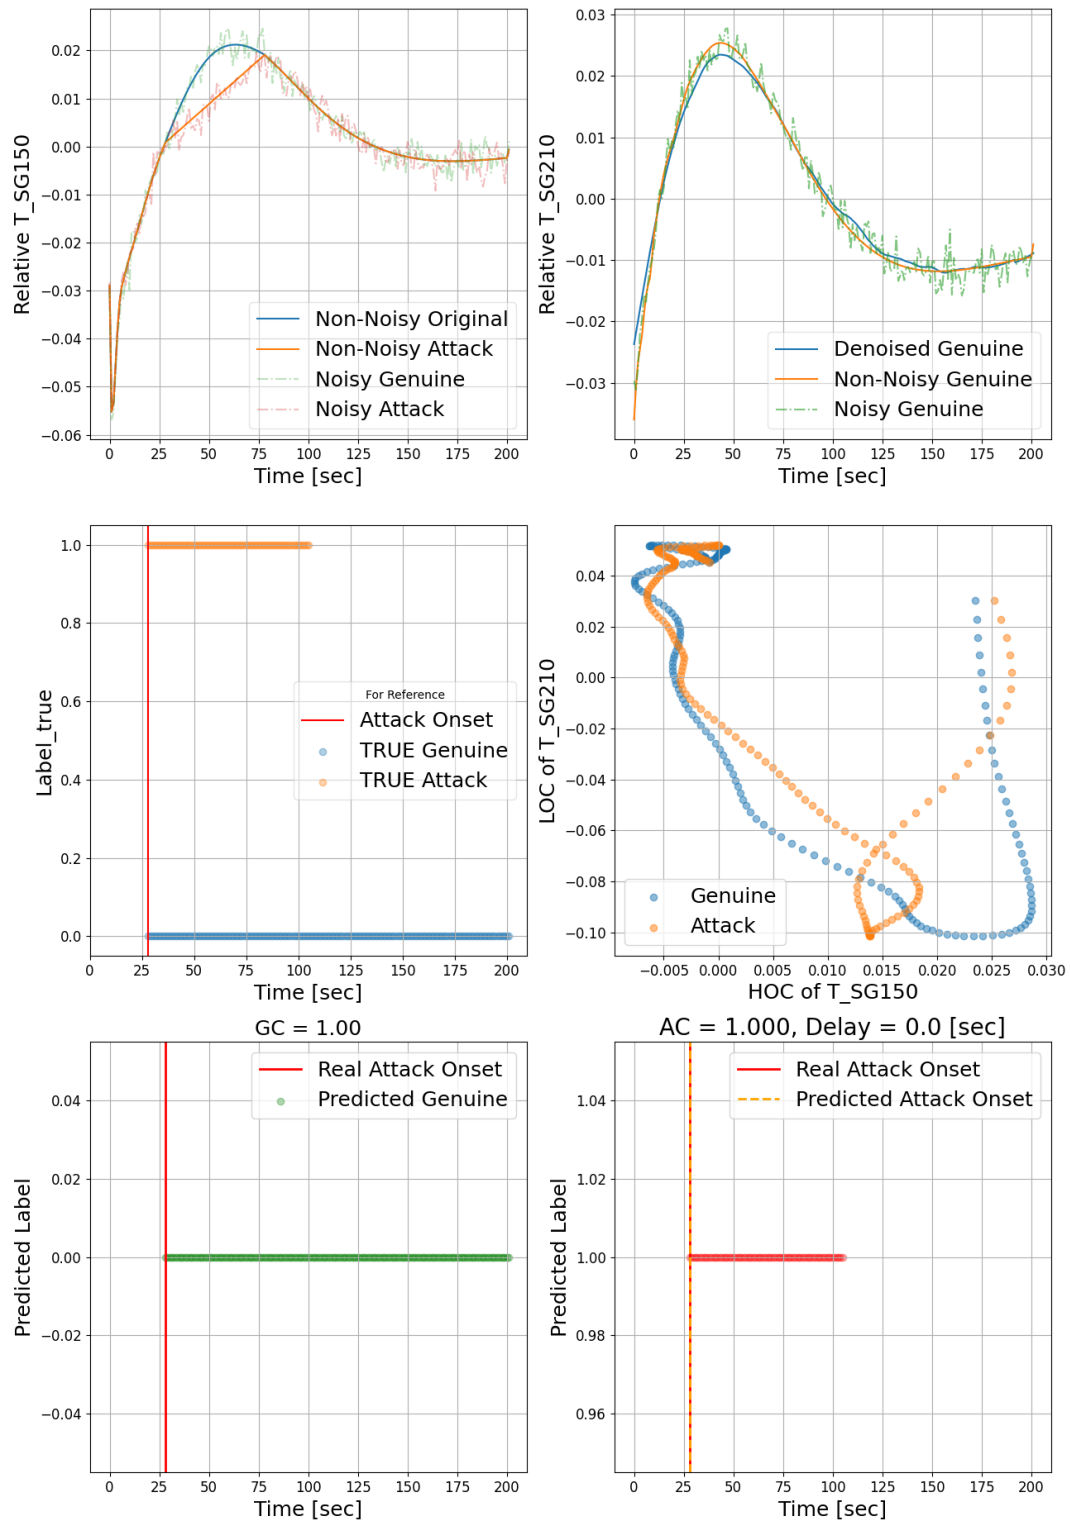 0.02
0.01
0.00
−0.01
−0.02
−0.03
−0.04
−0.05
−0.06
Relative T_SG150
Non-Noisy Original
Non-Noisy Attack
Noisy Genuine
Noisy Attack
0 25 50 75 100 125 150 175 200
Time [sec]
0.03
0.02
0.01
0.00
−0.01
−0.02
−0.03
Relative T_SG210
Denoised Genuine
Non-Noisy Genuine
Noisy Genuine
0 25 50 75 100 125 150 175 200
Time [sec]
1.0
0.8
0.6
0.4
0.2
0.0
Label_true
For Reference
Attack Onset
TRUE Genuine
TRUE Attack
0 25 50 75 100 125 150 175 200
Time [sec]
0.04
0.02
0.00
−0.02
−0.04
−0.06
−0.08
−0.10
LOC of T_SG210
Genuine
Attack
−0.005 0.000 0.005 0.010 0.015 0.020 0.025 0.030
HOC of T_SG150
GC = 1.00
0.04
0.02
0.00
−0.02
−0.04
Predicted Label
Real Attack Onset
Predicted Genuine
0 25 50 75 100 125 150 175 200
Time [sec]
AC = 1.000, Delay = 0.0 [sec]
1.04
1.02
1.00
0.98
0.96
Predicted Label
Real Attack Onset
Predicted Attack Onset
0 25 50 75 100 125 150 175 200
Time [sec]